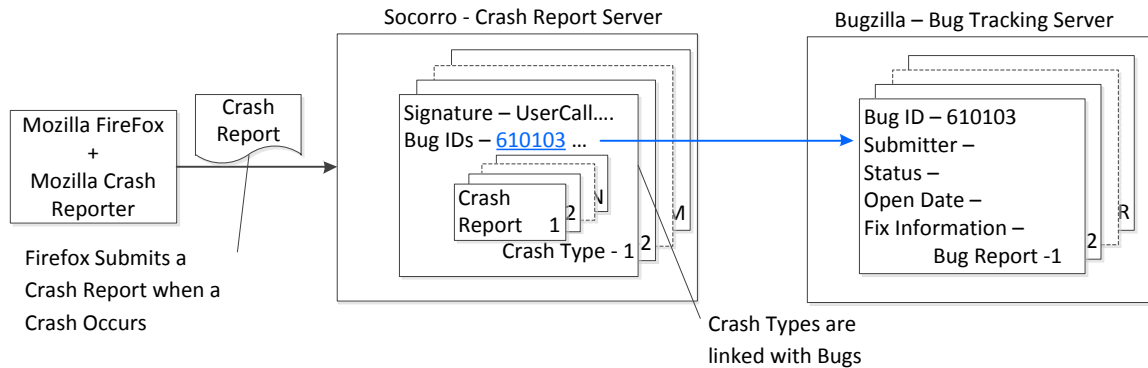 Socorro - Crash Report Server
Bugzilla – Bug Tracking Server
Mozilla FireFox
+
Mozilla Crash
Reporter
Crash
Report
Firefox Submits a
Crash Report when a
Crash Occurs
Signature – UserCall....
Bug IDs – 610103 ...
Crash
Report 1
2
N
Crash Type - 1
2
M
Crash Types are
linked with Bugs
Bug ID – 610103
Submitter –
Status –
Open Date –
Fix Information –
Bug Report -1
2
R